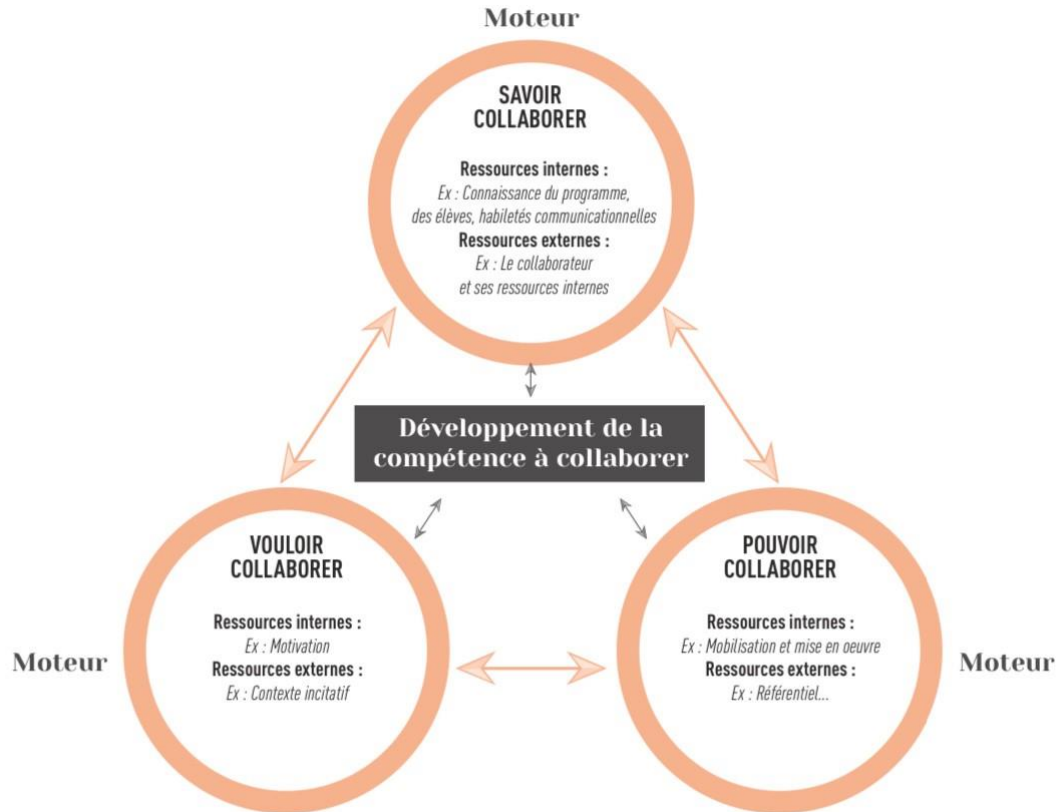 Moteur
SAVOIR
COLLABORER
Ressources internes :
Ex : Connaissance du programme,
des élèves, habiletés communicationnelles
Ressources externes :
Ex : Le collaborateur
et ses ressources internes
Développement de la
compétence à collaborer
VOULOIR
COLLABORER
Ressources internes :
Ex : Motivation
Ressources externes :
Ex : Contexte incitatif
Moteur
POUVOIR
COLLABORER
Ressources internes :
Ex : Mobilisation et mise en oeuvre
Ressources externes :
Ex : Référentiel...
Moteur